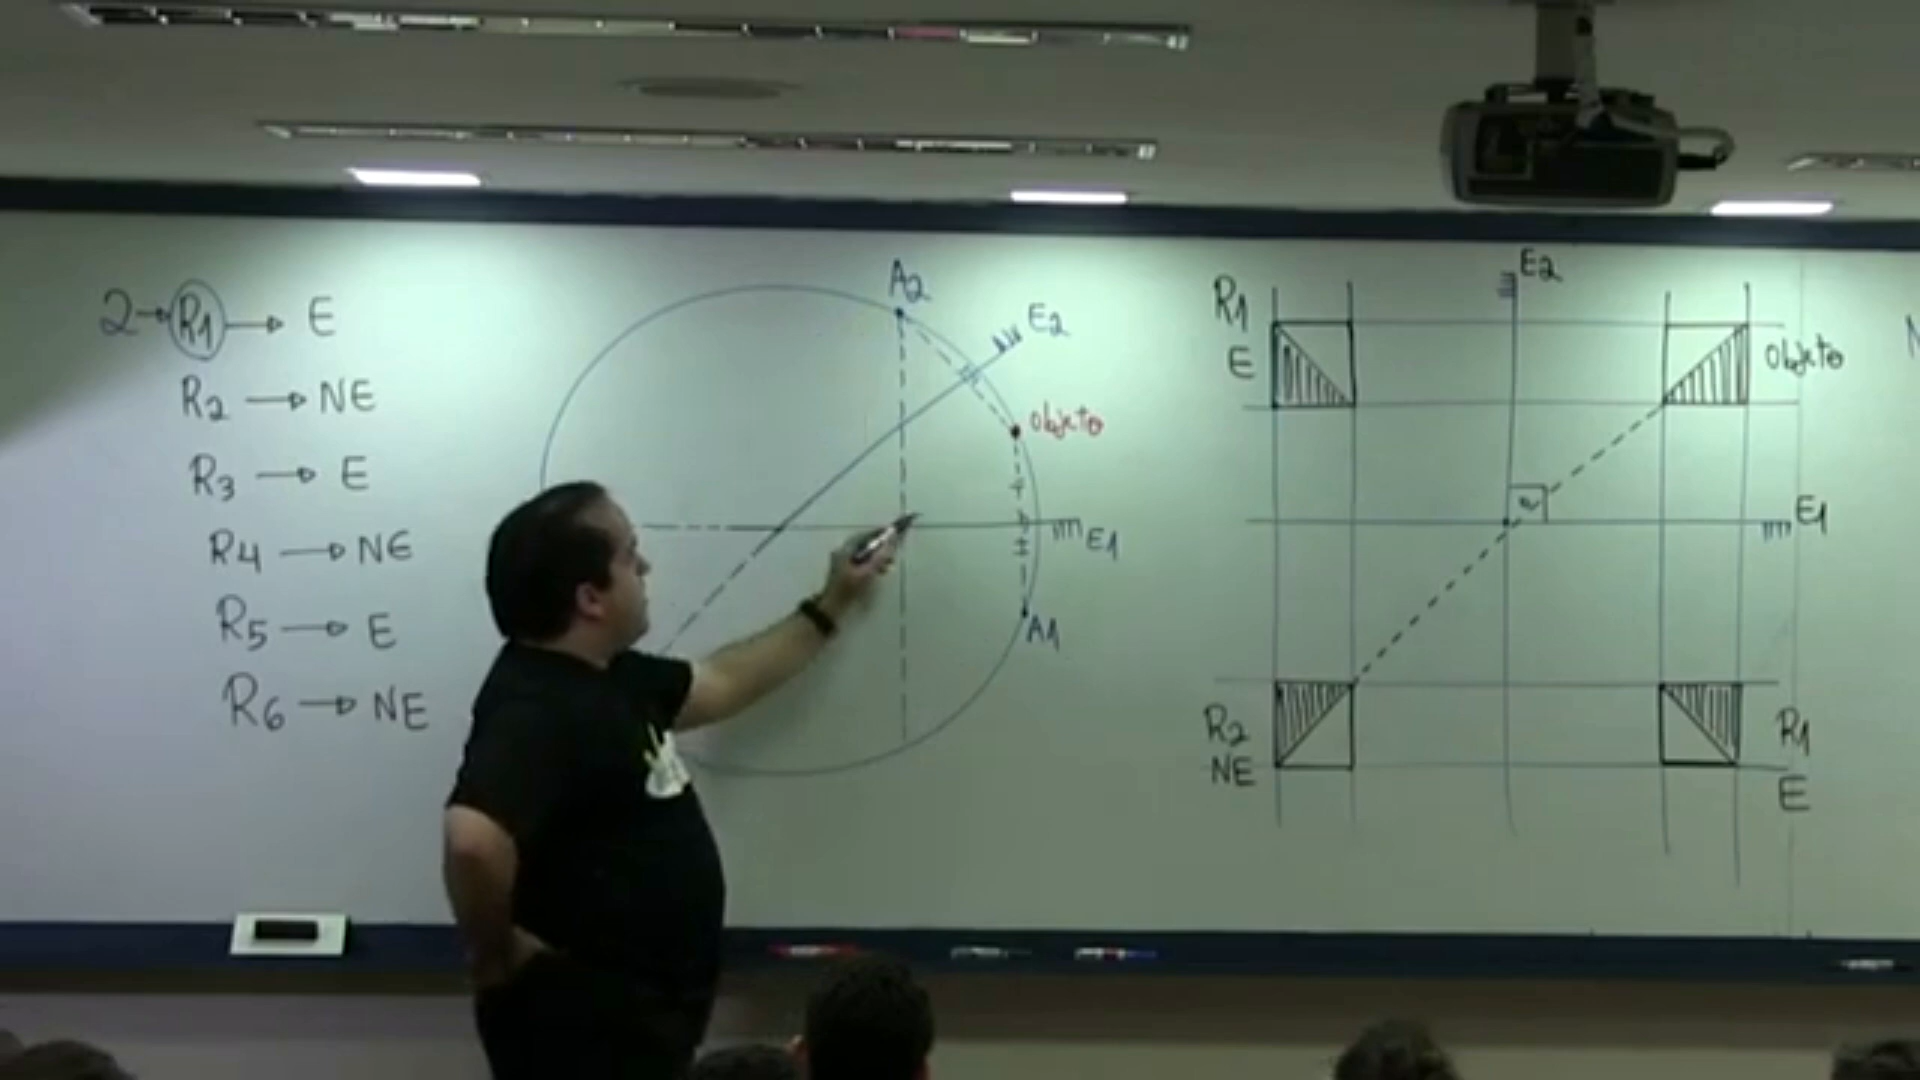 2→R1→E
R2→NE
R3→E
R4→NE
R5→E
R6→NE
A2
E2
Objeto
E1
A1
E2
R1
E
Objeto
E1
R2
NE
R1
E